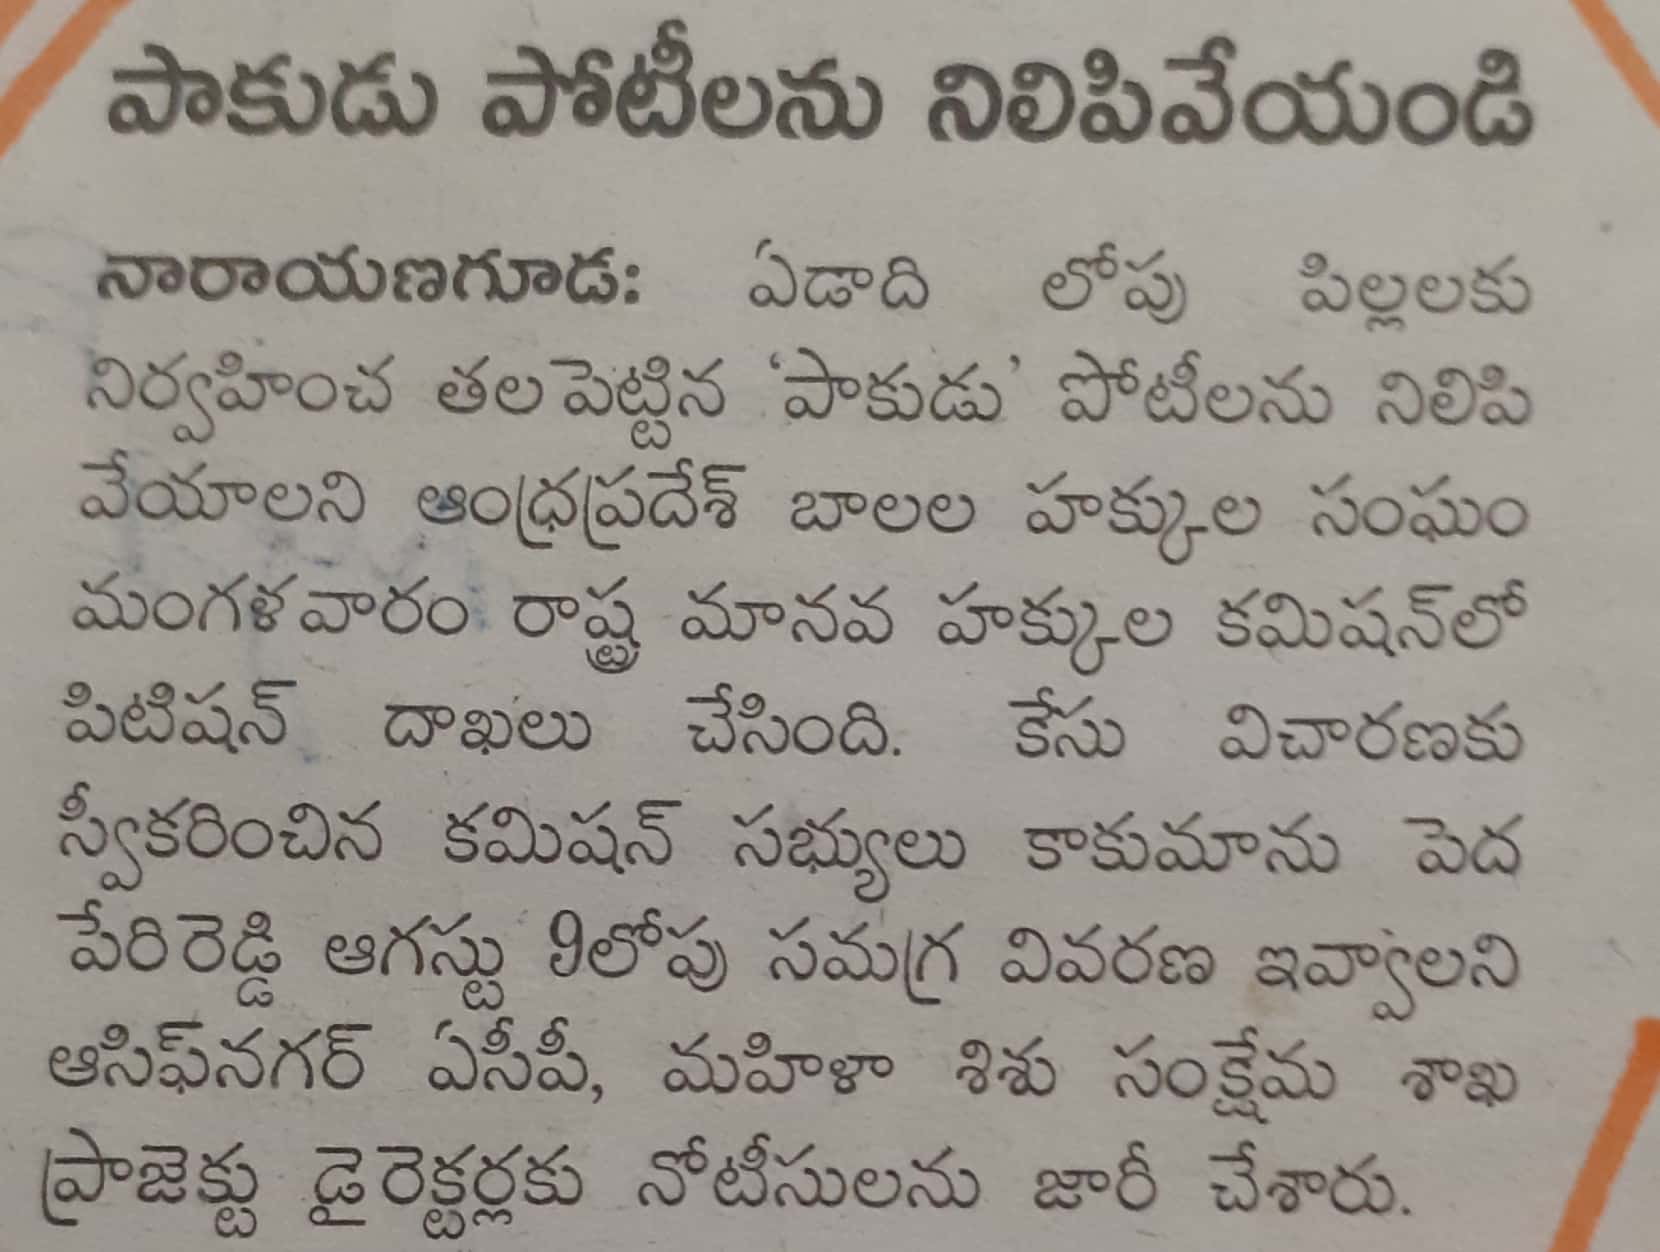 పాకుడు పోటీలను నిలిపివేయండి
నారాయణగూడ: ఏడాది లోపు పిల్లలకు
నిర్వహించ తలపెట్టిన ‘పాకుడు’ పోటీలను నిలిపి
వేయాలని ఆంధ్రప్రదేశ్ బాలల హక్కుల సంఘం
మంగళవారం రాష్ట్ర మానవ హక్కుల కమిషన్‌లో
పిటిషన్ దాఖలు చేసింది. కేసు విచారణకు
స్వీకరించిన కమిషన్ సభ్యులు కాకుమాను పెద
పేరిరెడ్డి ఆగస్టు 9లోపు సమగ్ర వివరణ ఇవ్వాలని
ఆసిఫ్‌నగర్ ఏసీపీ, మహిళా శిశు సంక్షేమ శాఖ
ప్రాజెక్టు డైరెక్టర్లకు నోటీసులను జారీ చేశారు.